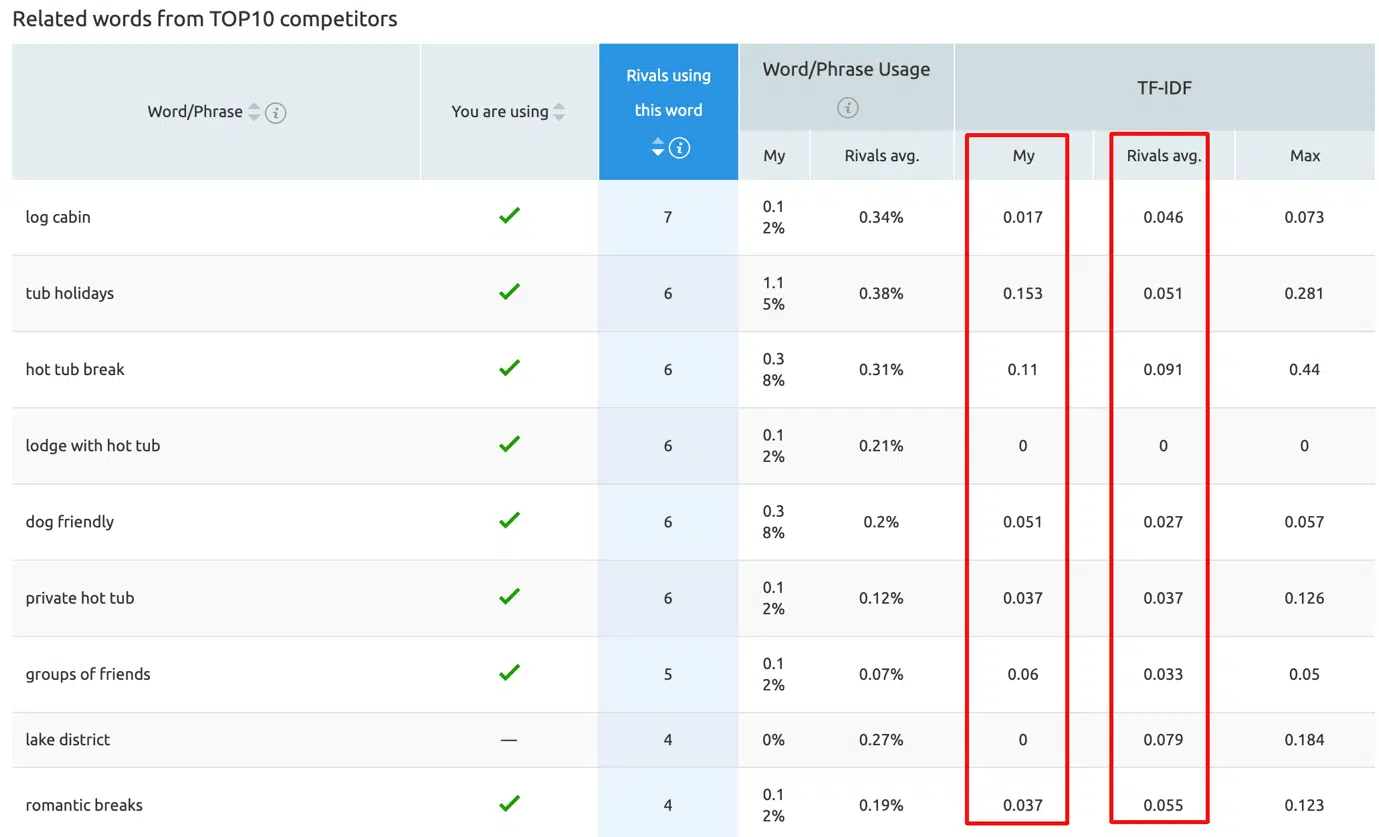 Related words from TOP10 competitors
Word/Phrase You are using Rivals using this word Word/Phrase Usage TF-IDF
My Rivals avg. My Rivals avg. Max
log cabin 7 0.12% 0.34% 0.017 0.046 0.073
tub holidays 6 1.15% 0.38% 0.153 0.051 0.281
hot tub break 6 0.38% 0.31% 0.11 0.091 0.44
lodge with hot tub 6 0.12% 0.21% 0 0 0
dog friendly 6 0.38% 0.2% 0.051 0.027 0.057
private hot tub 6 0.12% 0.12% 0.037 0.037 0.126
groups of friends 5 0.12% 0.07% 0.06 0.033 0.05
lake district — 4 0% 0.27% 0 0.079 0.184
romantic breaks 4 0.12% 0.19% 0.037 0.055 0.123